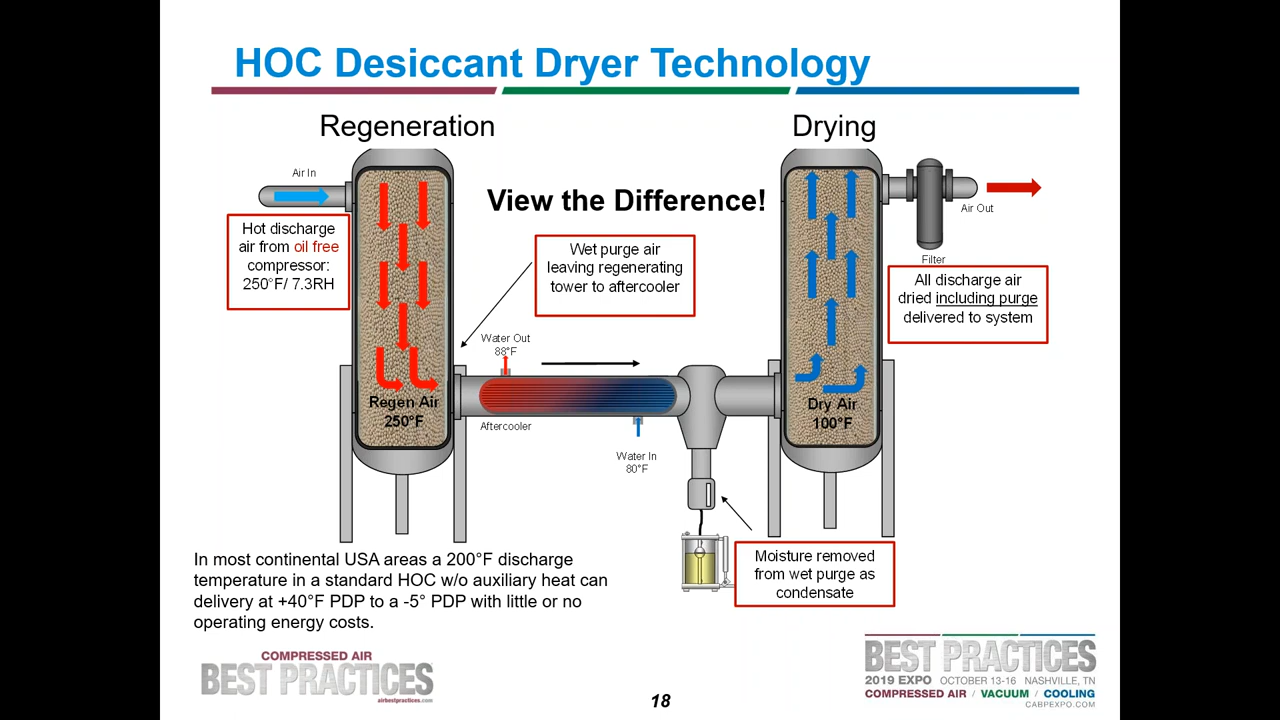 HOC Desiccant Dryer Technology
Regeneration
Drying
Air In
View the Difference!
Air Out
Hot discharge
air from oil free
compressor:
250°F/ 7.3RH
Wet purge air
leaving regenerating
tower to aftercooler
Filter
All discharge air
dried including purge
delivered to system
Water Out
88°F
Regen Air
250°F
Dry Air
100°F
Aftercooler
Water In
80°F
Moisture removed
from wet purge as
condensate
In most continental USA areas a 200°F discharge
temperature in a standard HOC w/o auxiliary heat can
delivery at +40°F PDP to a -5° PDP with little or no
operating energy costs.
COMPRESSED AIR
BEST PRACTICES
airbestpractices.com
18
BEST PRACTICES
2019 EXPO OCTOBER 13-16 NASHVILLE, TN
COMPRESSED AIR / VACUUM / COOLING
CABPEXPO.COM